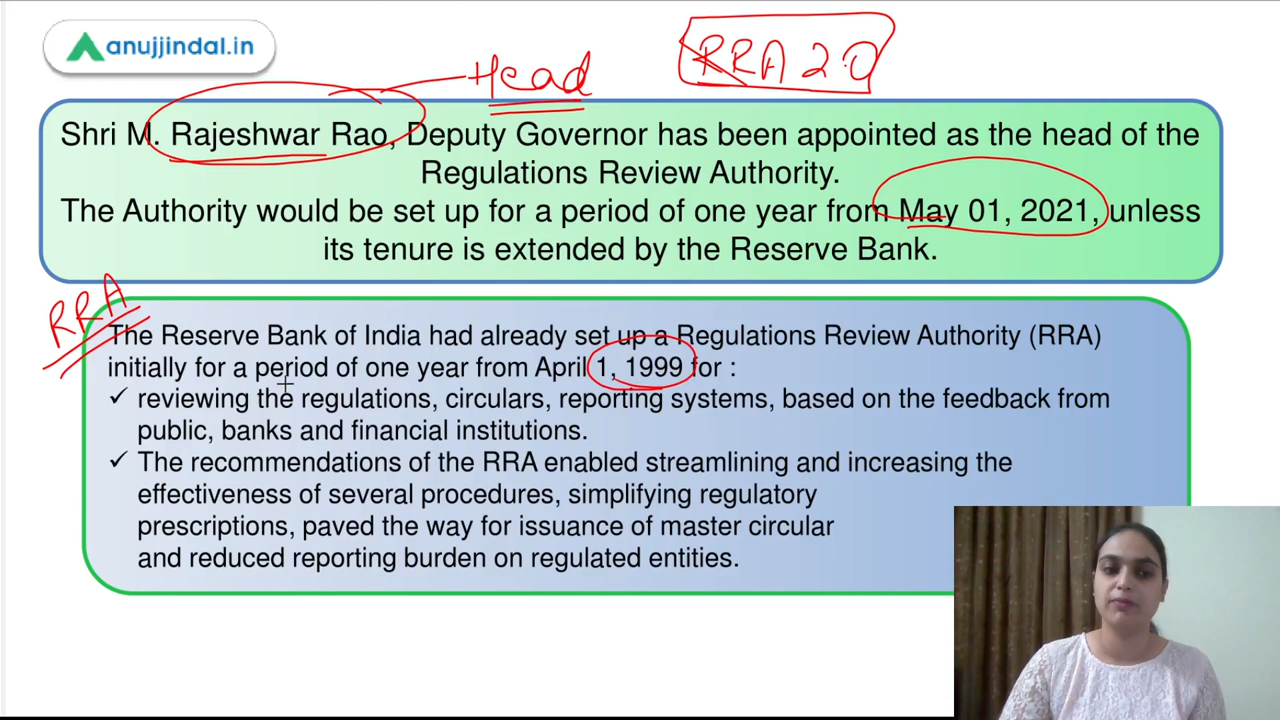 anujjindal.in
Head
RRA 2.0
Shri M. Rajeshwar Rao, Deputy Governor has been appointed as the head of the
Regulations Review Authority.
The Authority would be set up for a period of one year from May 01, 2021, unless
its tenure is extended by the Reserve Bank.
RRA
The Reserve Bank of India had already set up a Regulations Review Authority (RRA)
initially for a period of one year from April 1, 1999 for :
✓ reviewing the regulations, circulars, reporting systems, based on the feedback from
public, banks and financial institutions.
✓ The recommendations of the RRA enabled streamlining and increasing the
effectiveness of several procedures, simplifying regulatory
prescriptions, paved the way for issuance of master circular
and reduced reporting burden on regulated entities.